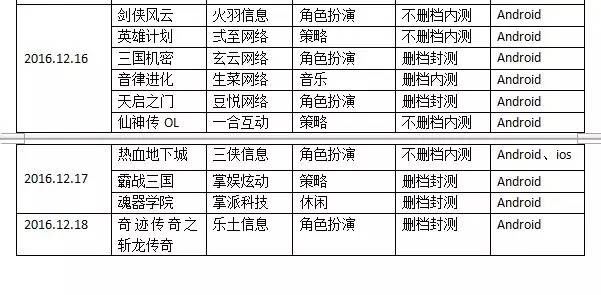 剑侠风云 火羽信息 角色扮演 不删档内测 Android
英雄计划 弍至网络 策略 不删档内测 Android
2016.12.16 三国机密 玄云网络 角色扮演 删档封测 Android
音律进化 生菜网络 音乐 删档内测 Android
天启之门 豆悦网络 角色扮演 删档封测 Android
仙神传 OL 一合互动 策略 不删档内测 Android
热血地下城 三侠信息 角色扮演 不删档内测 Android、ios
2016.12.17 霸战三国 掌娱炫动 策略 删档封测 Android
魂器学院 掌派科技 休闲 删档封测 Android
2016.12.18 奇迹传奇之 乐土信息 角色扮演 删档封测 Android
斩龙传奇